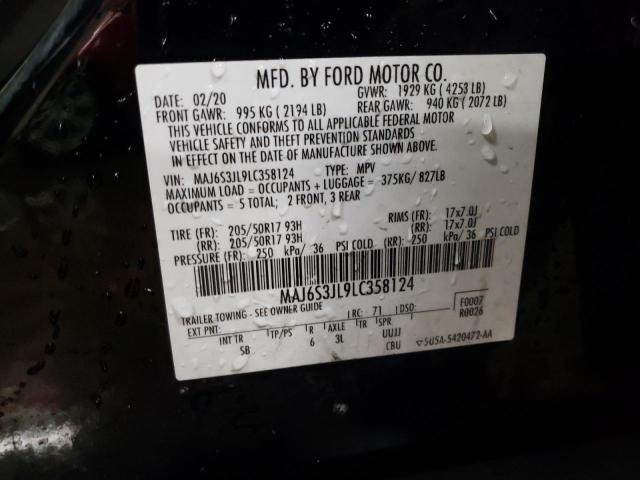 MFD. BY FORD MOTOR CO.
DATE: 02/20 GVWR: 1929 KG ( 4253 LB)
FRONT GAWR: 995 KG ( 2194 LB) REAR GAWR: 940 KG ( 2072 LB)
THIS VEHICLE CONFORMS TO ALL APPLICABLE FEDERAL MOTOR
VEHICLE SAFETY AND THEFT PREVENTION STANDARDS
IN EFFECT ON THE DATE OF MANUFACTURE SHOWN ABOVE.
VIN: MAJ6S3JL9LC358124 TYPE: MPV
MAXIMUM LOAD = OCCUPANTS + LUGGAGE = 375KG/ 827LB
OCCUPANTS = 5 TOTAL; 2 FRONT, 3 REAR
TIRE (FR): 205/50R17 93H RIMS (FR): 17x7.0J
(RR): 205/50R17 93H (RR): 17x7.0J
PRESSURE (FR): 250 kPa/ 36 PSI COLD (RR): 250 kPa/ 36 PSI COLD
MAJ6S3JL9LC358124
TRAILER TOWING - SEE OWNER GUIDE
EXT PNT: RC: 71 DSO: F0007
R0026
INT TR TP/PS R AXLE TR SPR
SB 6 3L UUJJ
CBU 5U5A-5420472-AA